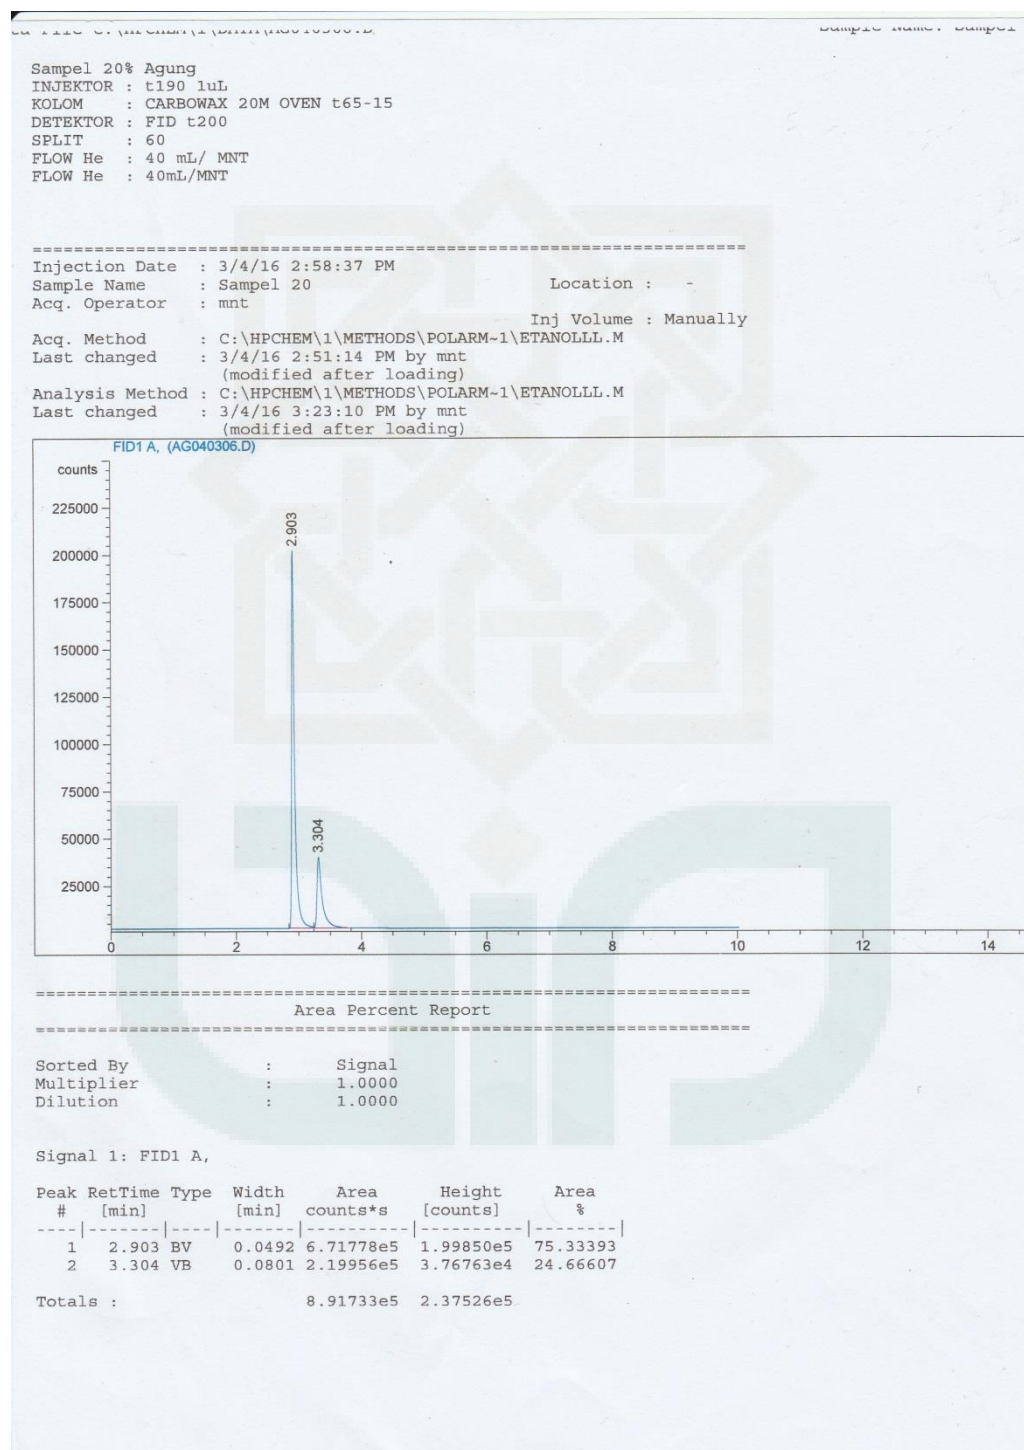 Sampel 20% Agung
INJEKTOR : t190 1uL
KOLOM : CARBOWAX 20M OVEN t65-15
DETEKTOR : FID t200
SPLIT : 60
FLOW He : 40 mL/ MNT
FLOW He : 40mL/MNT
=====================================================================
Injection Date : 3/4/16 2:58:37 PM
Sample Name : Sampel 20 Location : -
Acq. Operator : mnt
Inj Volume : Manually
Acq. Method : C:\HPCHEM\1\METHODS\POLARM~1\ETANOLLL.M
Last changed : 3/4/16 2:51:14 PM by mnt
(modified after loading)
Analysis Method : C:\HPCHEM\1\METHODS\POLARM~1\ETANOLLL.M
Last changed : 3/4/16 3:23:10 PM by mnt
(modified after loading)
FID1 A, (AG040306.D)
counts
225000
200000
175000
150000
125000
100000
75000
50000
25000
2.903
3.304
0 2 4 6 8 10 12 14
=====================================================================
Area Percent Report
=====================================================================
Sorted By : Signal
Multiplier : 1.0000
Dilution : 1.0000
Signal 1: FID1 A,
Peak RetTime Type Width Area Height Area
# [min] [min] counts*s [counts] %
----|-------|----|-------|----------|----------|--------|
1 2.903 BV 0.0492 6.71778e5 1.99850e5 75.33393
2 3.304 VB 0.0801 2.19956e5 3.76763e4 24.66607
Totals : 8.91733e5 2.37526e5